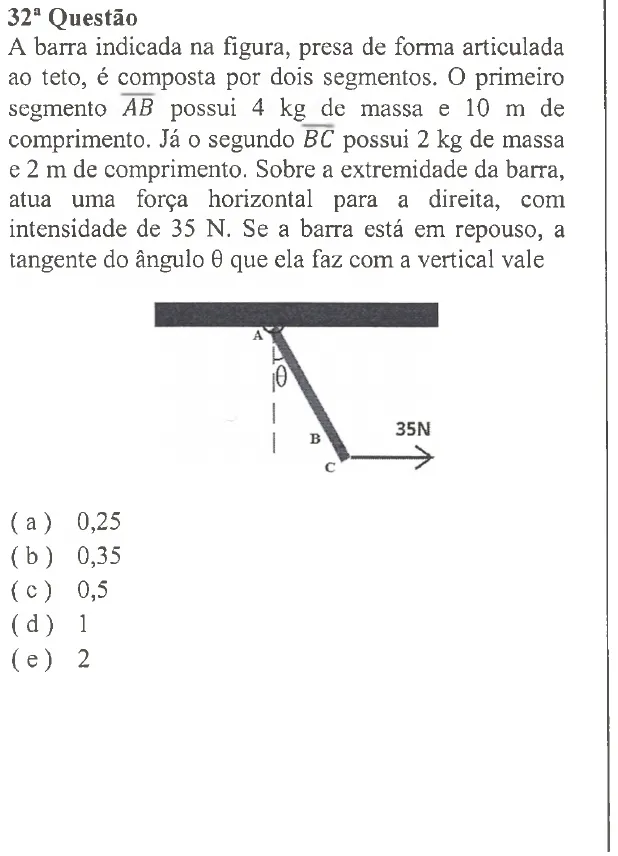 32ª Questão
A barra indicada na figura, presa de forma articulada
ao teto, é composta por dois segmentos. O primeiro
segmento AB possui 4 kg de massa e 10 m de
comprimento. Já o segundo BC possui 2 kg de massa
e 2 m de comprimento. Sobre a extremidade da barra,
atua uma força horizontal para a direita, com
intensidade de 35 N. Se a barra está em repouso, a
tangente do ângulo θ que ela faz com a vertical vale
A
θ
B
35N
C
( a ) 0,25
( b ) 0,35
( c ) 0,5
( d ) 1
( e ) 2